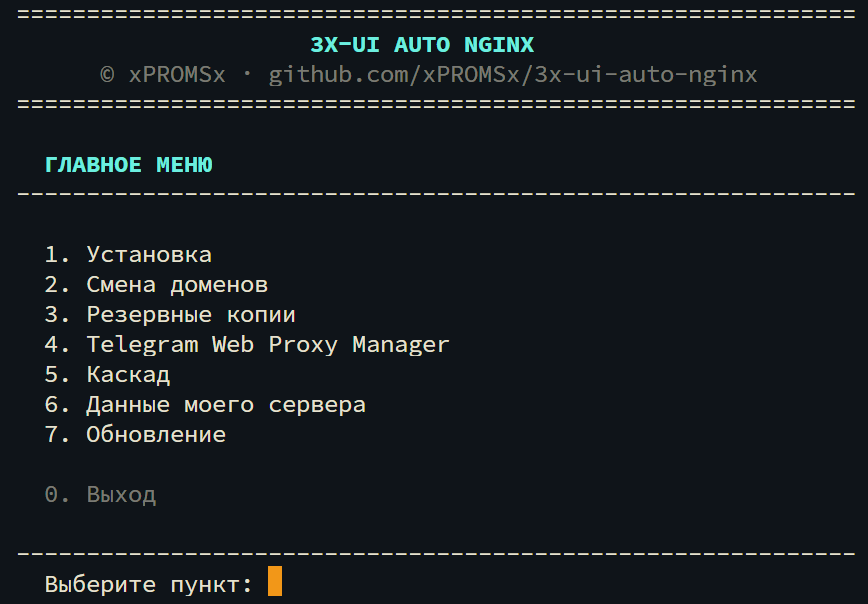 ============================================================
3X-UI AUTO NGINX
© xPROMSx · github.com/xPROMSx/3x-ui-auto-nginx
============================================================
ГЛАВНОЕ МЕНЮ
------------------------------------------------------------
1. Установка
2. Смена доменов
3. Резервные копии
4. Telegram Web Proxy Manager
5. Каскад
6. Данные моего сервера
7. Обновление
0. Выход
------------------------------------------------------------
Выберите пункт: